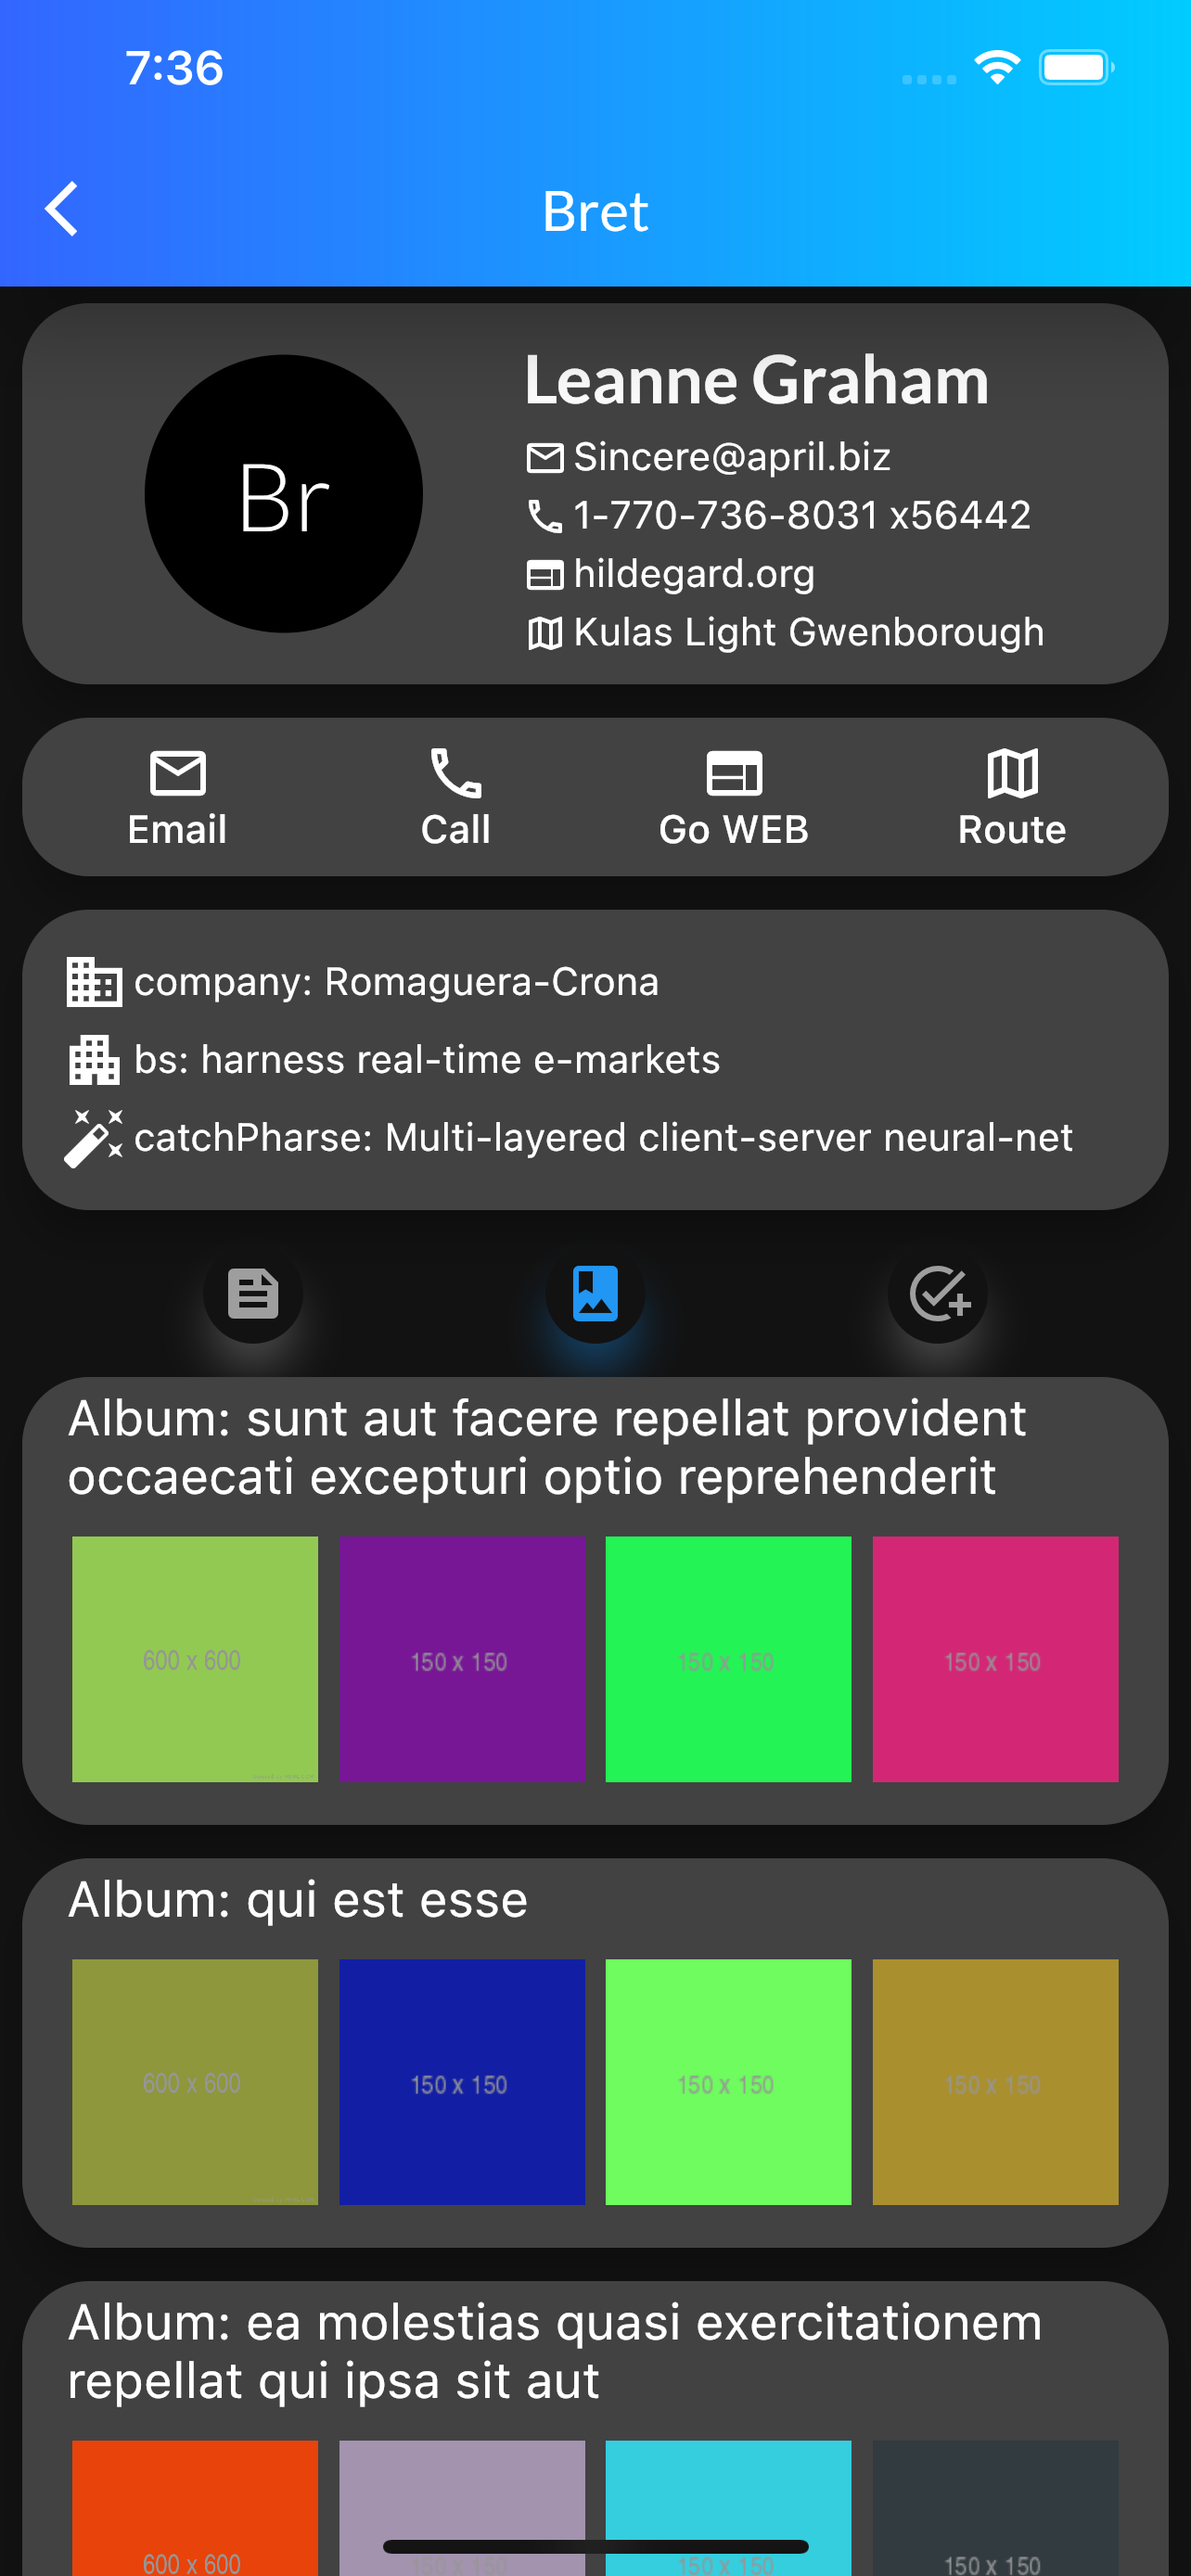 7:36
Bret
Br
Leanne Graham
Sincere@april.biz
1-770-736-8031 x56442
hildegard.org
Kulas Light Gwenborough
Email
Call
Go WEB
Route
company: Romaguera-Crona
bs: harness real-time e-markets
catchPharse: Multi-layered client-server neural-net
Album: sunt aut facere repellat provident
occaecati excepturi optio reprehenderit
600 x 600
150 x 150
150 x 150
150 x 150
Album: qui est esse
600 x 600
150 x 150
150 x 150
150 x 150
Album: ea molestias quasi exercitationem
repellat qui ipsa sit aut
600 x 600
150 x 150
150 x 150
150 x 150